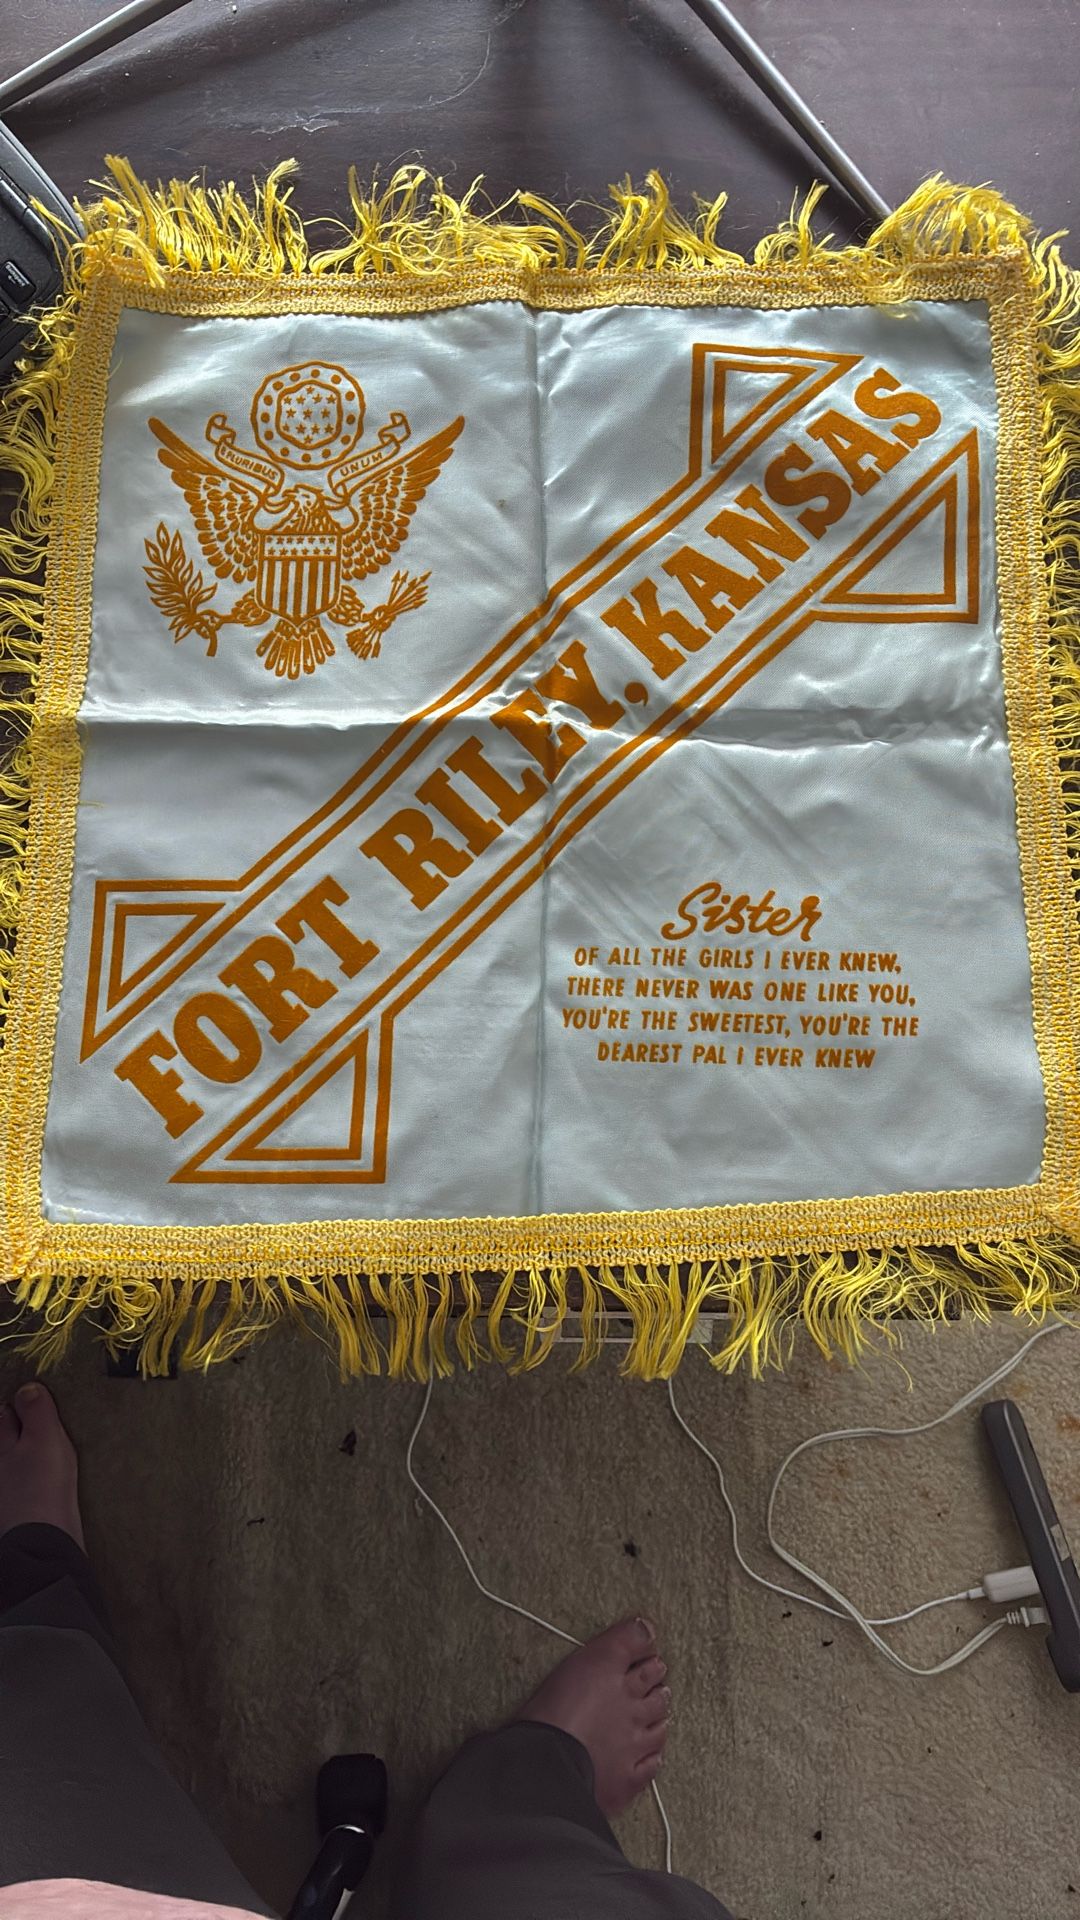 E PLURIBUS UNUM
FORT RILEY, KANSAS
Sister
OF ALL THE GIRLS I EVER KNEW,
THERE NEVER WAS ONE LIKE YOU,
YOU'RE THE SWEETEST, YOU'RE THE
DEAREST PAL I EVER KNEW